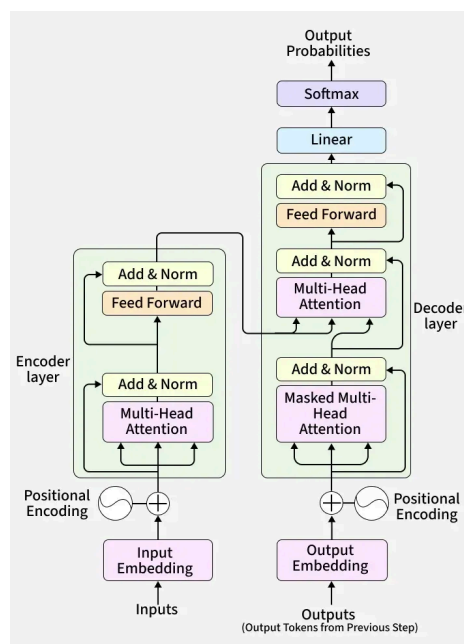 Output
Probabilities
Softmax
Linear
Add & Norm
Feed Forward
Add & Norm
Multi-Head
Attention
Decoder
layer
Add & Norm
Masked Multi-
Head
Attention
Add & Norm
Feed Forward
Encoder
layer
Add & Norm
Multi-Head
Attention
Positional
Encoding
Positional
Encoding
Input
Embedding
Output
Embedding
Inputs
Outputs
(Output Tokens from Previous Step)